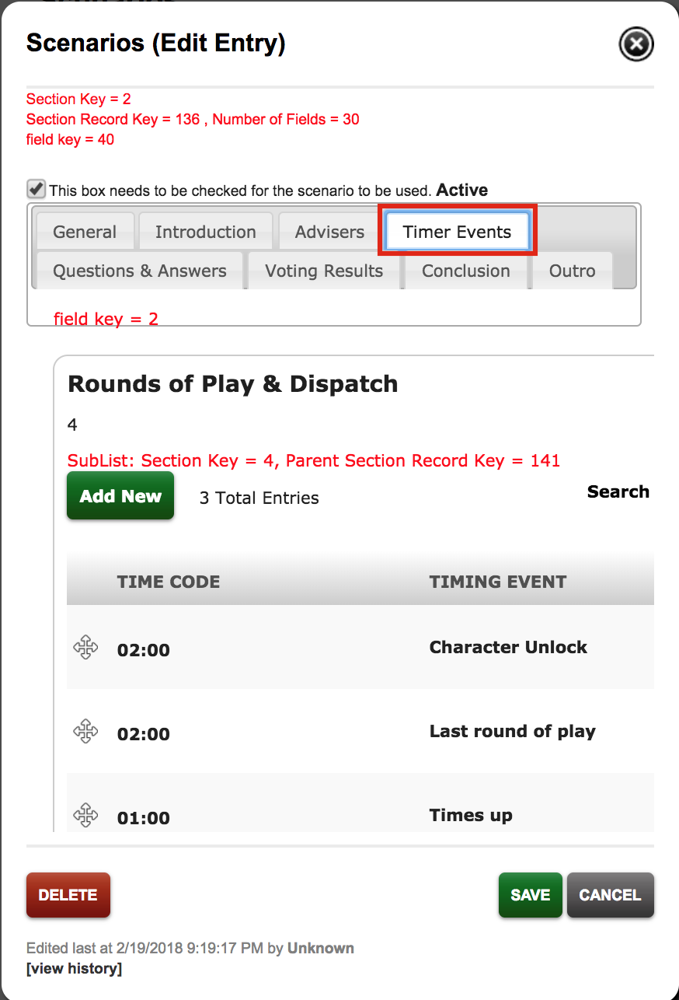 Scenarios (Edit Entry)
Section Key = 2
Section Record Key = 136 , Number of Fields = 30
field key = 40
This box needs to be checked for the scenario to be used. Active
General Introduction Advisers Timer Events
Questions & Answers Voting Results Conclusion Outro
field key = 2
Rounds of Play & Dispatch
4
SubList: Section Key = 4, Parent Section Record Key = 141
Add New 3 Total Entries Search
TIME CODE TIMING EVENT
02:00 Character Unlock
02:00 Last round of play
01:00 Times up
DELETE SAVE CANCEL
Edited last at 2/19/2018 9:19:17 PM by Unknown
[view history]